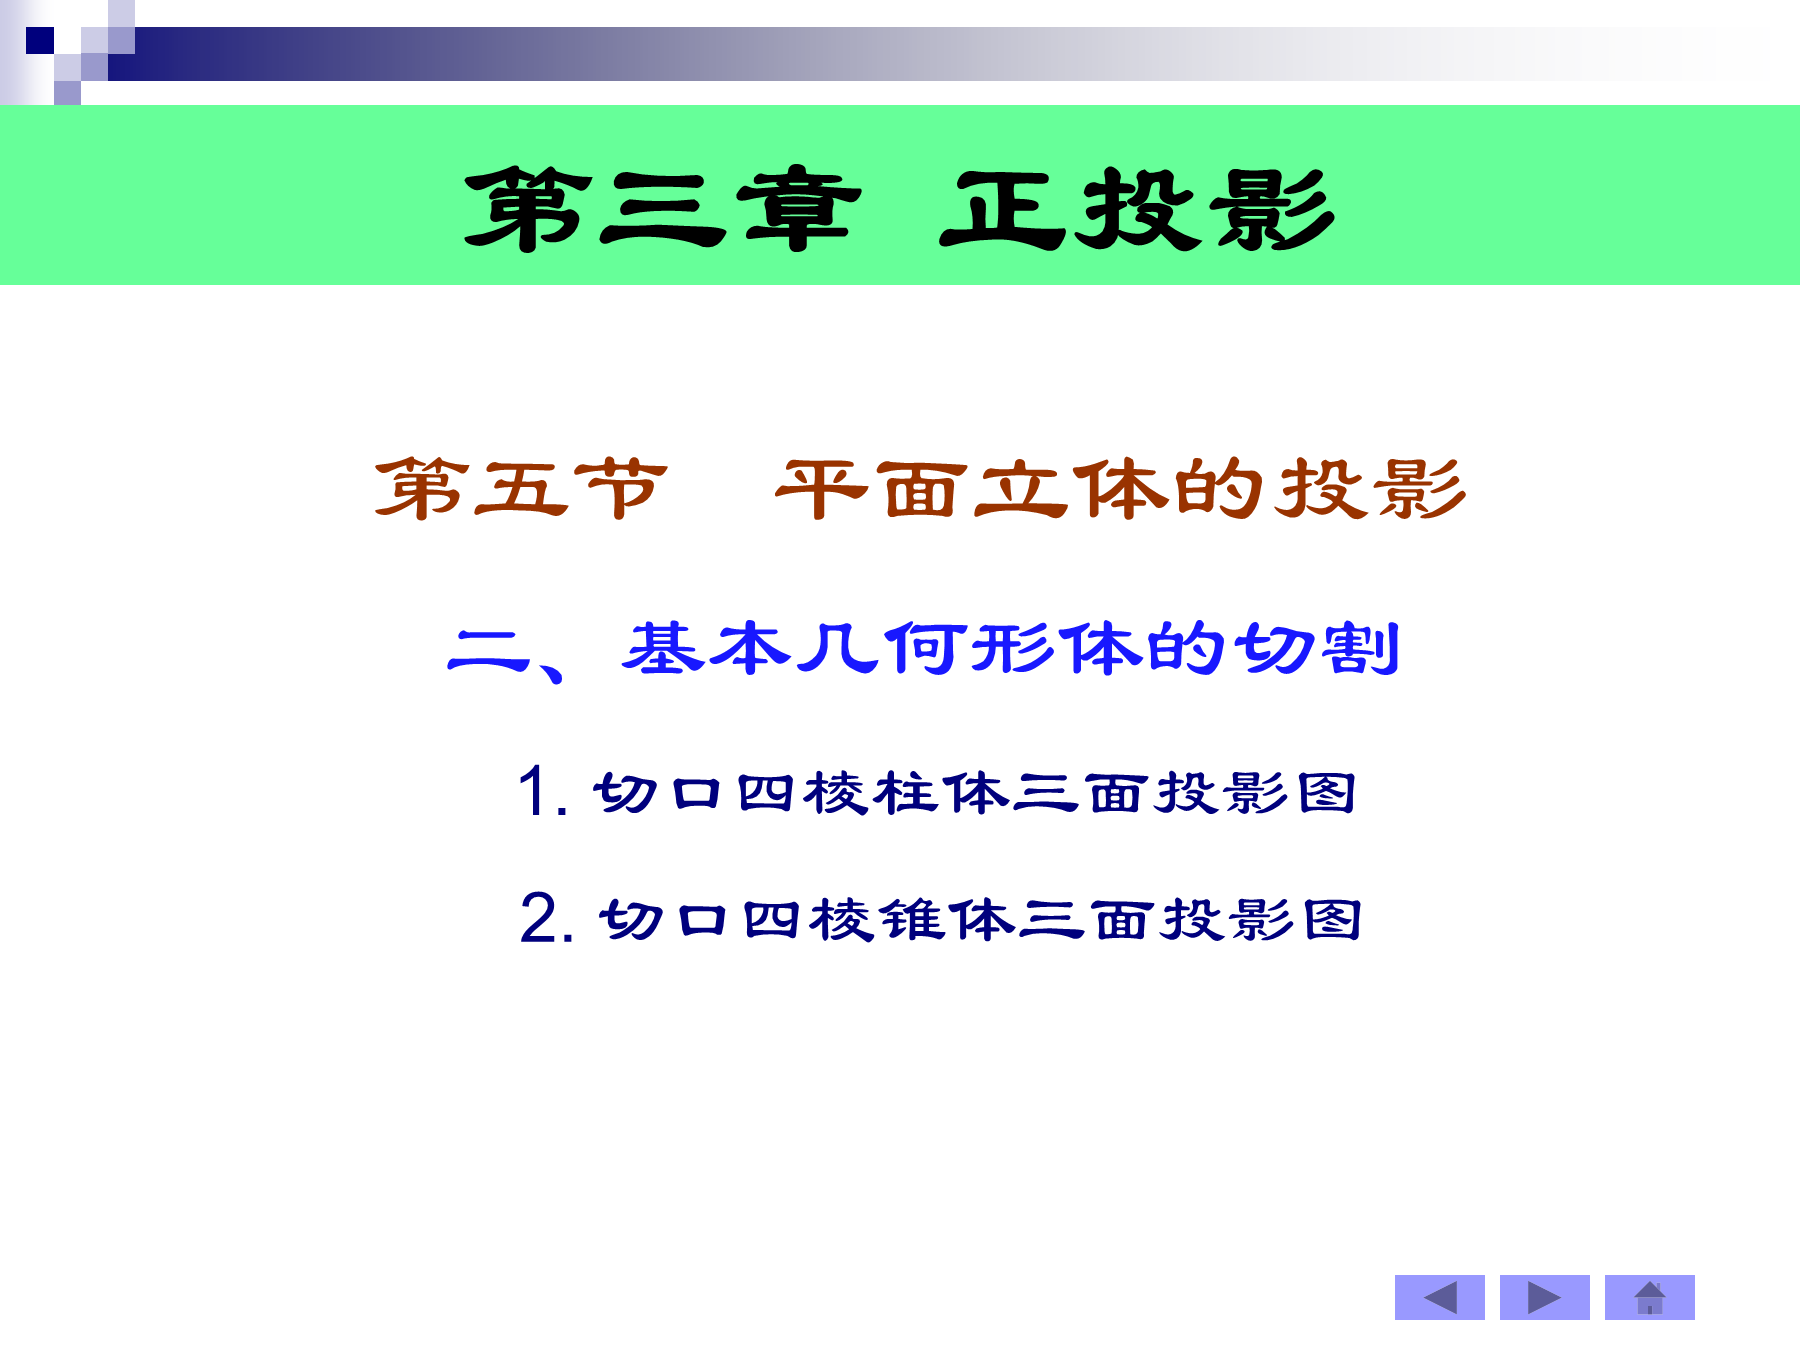 第三章 正投影
第五节 平面立体的投影
二、基本几何形体的切割
1. 切口四棱柱体三面投影图
2. 切口四棱锥体三面投影图